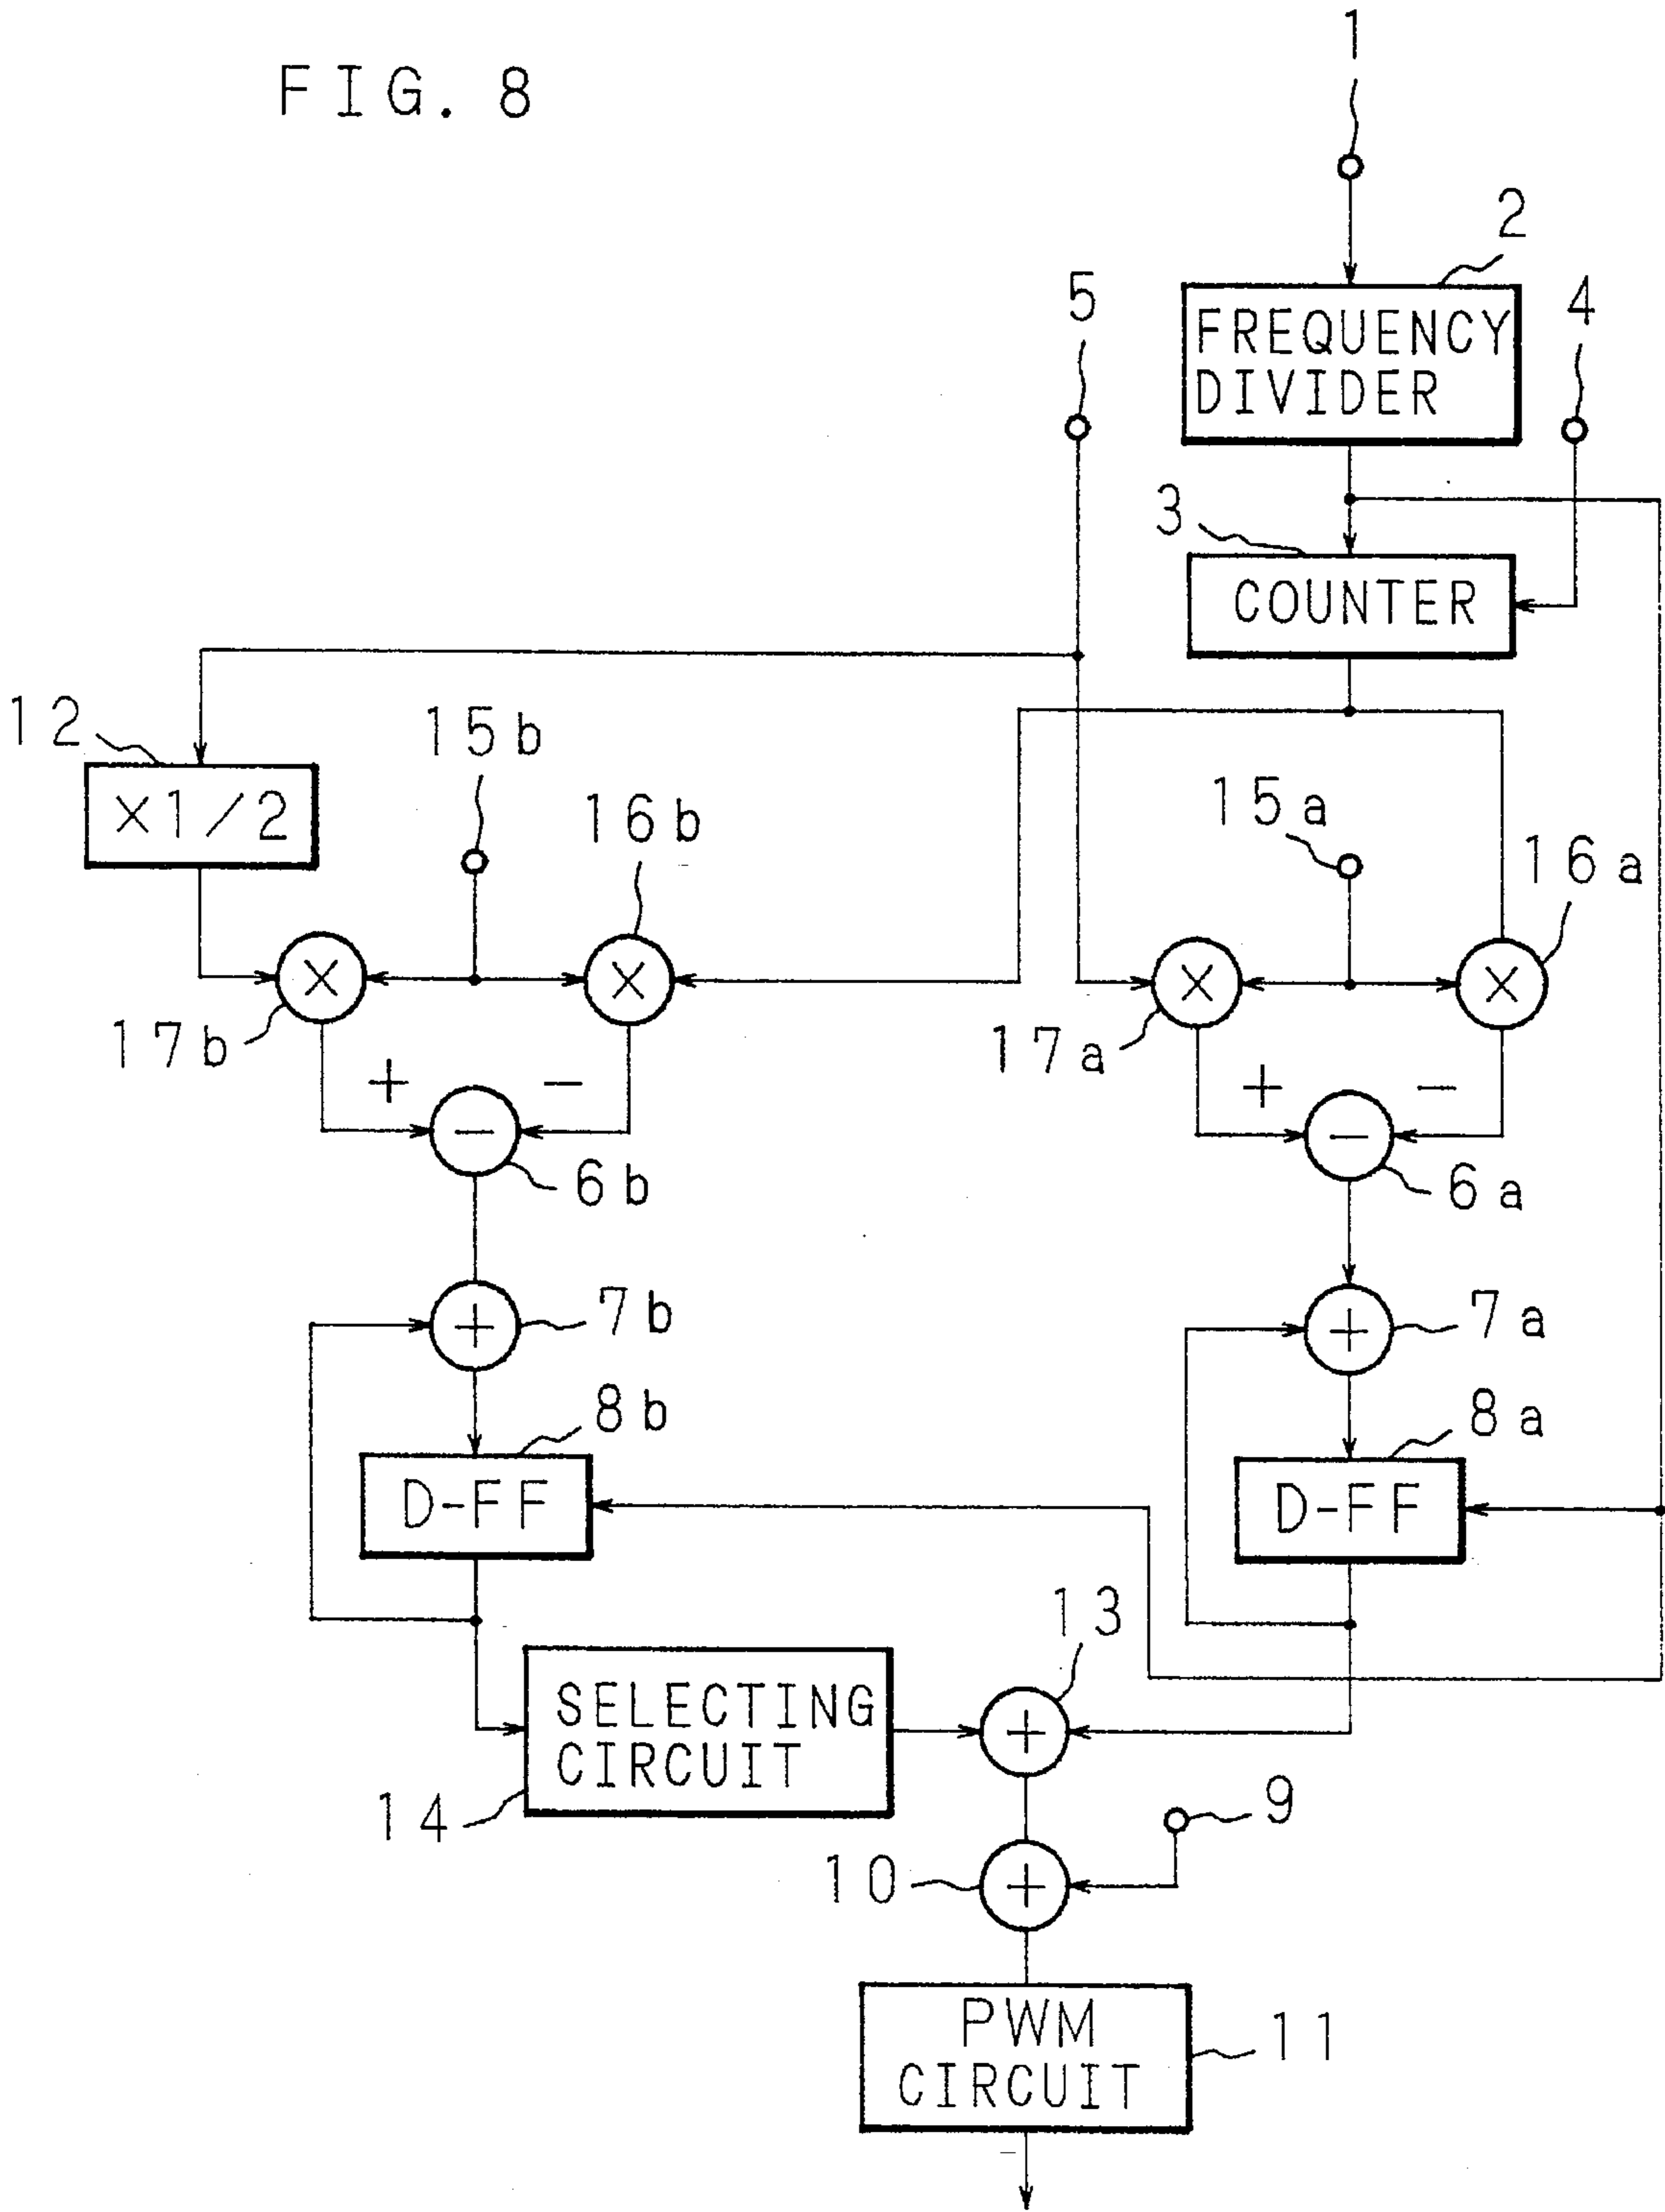 FIG. 8
1
2
FREQUENCY
DIVIDER
5
4
3
COUNTER
12
×1/2
15b
16b
15a
16a
×
×
×
×
17b
17a
+
−
+
−
−
−
6b
6a
+
7b
+
7a
8b
D-FF
8a
D-FF
13
SELECTING
CIRCUIT
+
14
9
10
+
PWM
CIRCUIT
11